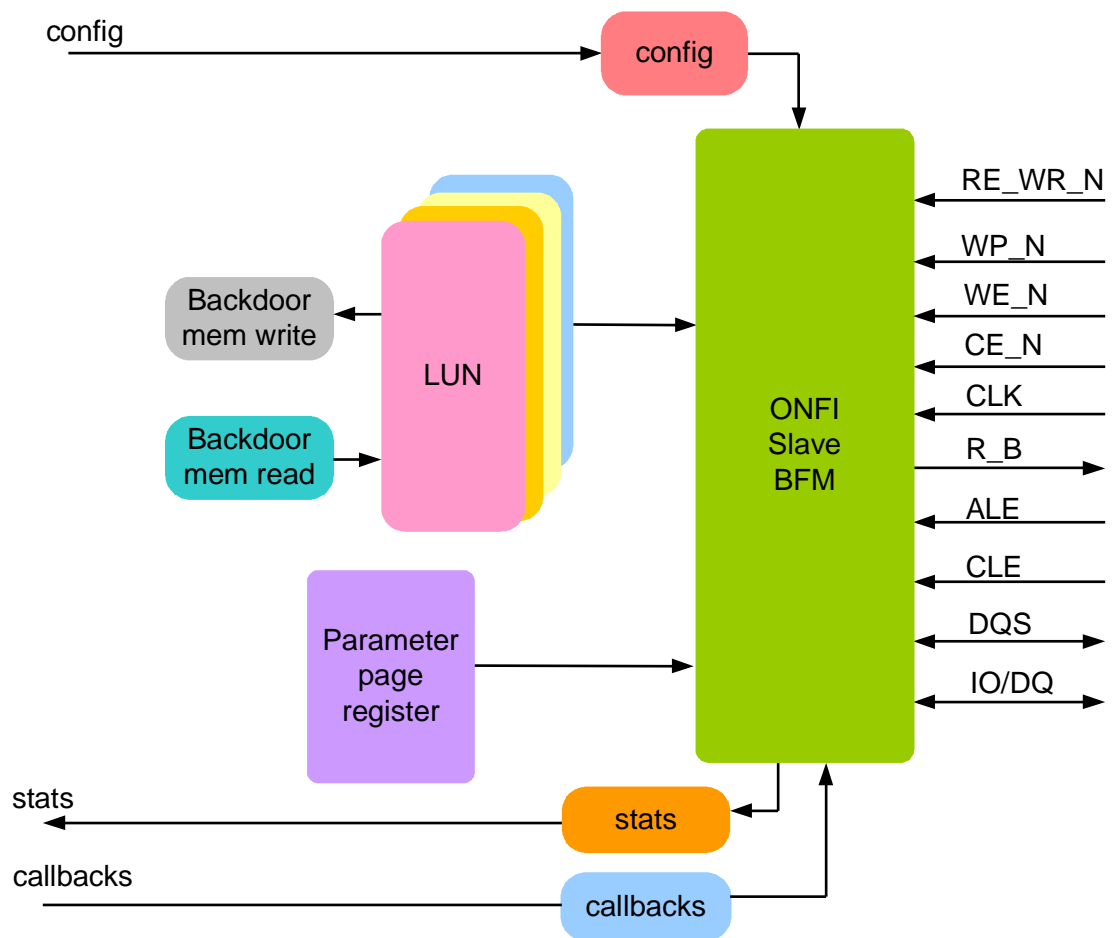 config
config
RE_WR_N
WP_N
WE_N
CE_N
CLK
R_B
ALE
CLE
DQS
IO/DQ
Backdoor
mem write
LUN
Backdoor
mem read
ONFI
Slave
BFM
Parameter
page
register
stats
stats
callbacks
callbacks